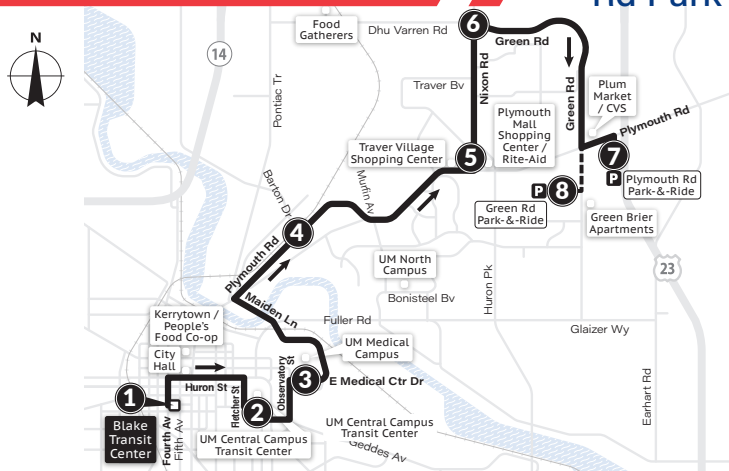 Rd Park
N
Food
Gatherers
Dhu Varren Rd
6
Green Rd
14
Pontiac Tr
Traver Bv
Nixon Rd
Green Rd
Plum
Market
/ CVS
Plymouth Rd
Plymouth
Mall
Shopping
Center /
Rite-Aid
Traver Village
Shopping Center
5
7
P
Plymouth Rd
Park-&-Ride
Barton Dr
Murfin Av
P
8
Green Rd
Park-&-Ride
Green Brier
Apartments
4
Plymouth Rd
UM North
Campus
Huron Pk
23
Bonisteel Bv
Maiden Ln
Fuller Rd
Glaizer Wy
Kerrytown /
People's
Food Co-op
City
Hall
UM Medical
Campus
Observatory
St
3
E Medical Ctr Dr
Huron St
Fletcher St
Earhart Rd
1
2
Blake
Transit
Center
Fourth Av
Fifth Av
UM Central Campus
Transit Center
UM Central Campus
Transit Center
Geddes Av